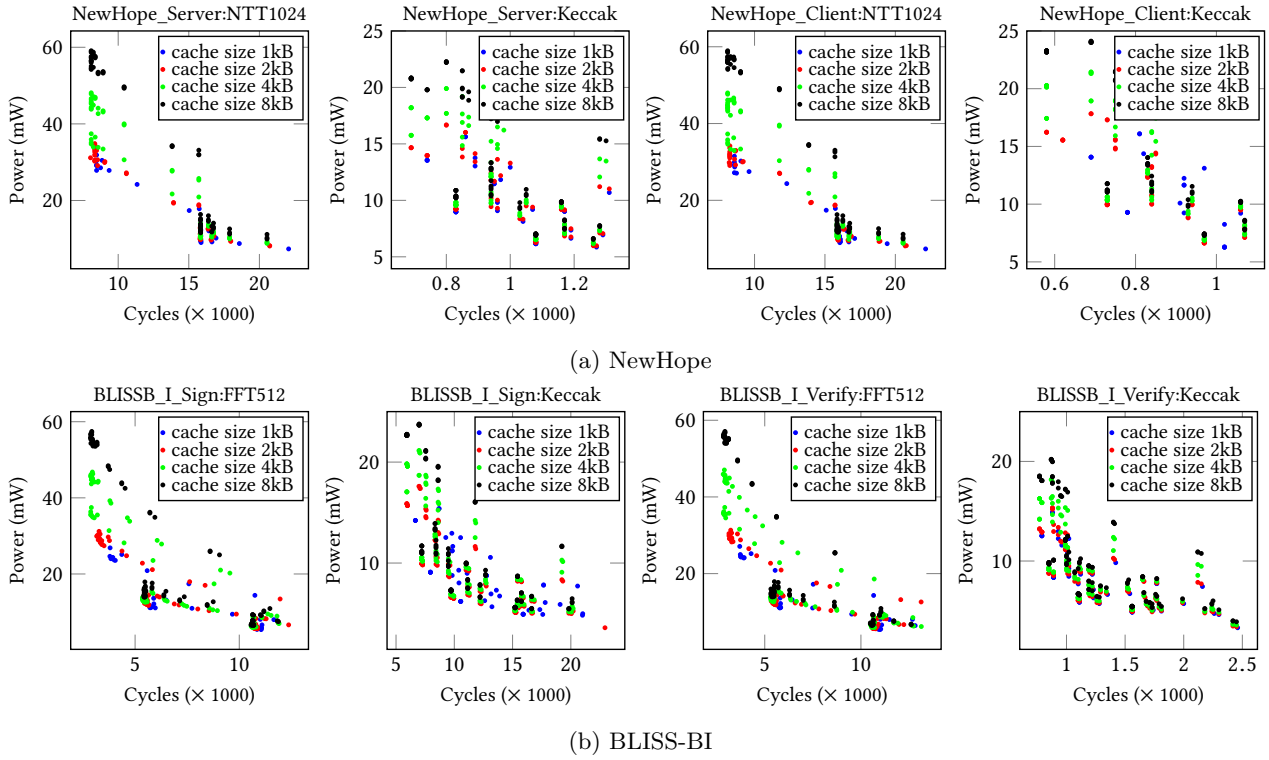 NewHope_Server:NTT1024
60
40
20
Power (mW)
10
15
20
Cycles (× 1000)
cache size 1kB
cache size 2kB
cache size 4kB
cache size 8kB
NewHope_Server:Keccak
25
20
15
10
5
Power (mW)
0.8
1
1.2
Cycles (× 1000)
cache size 1kB
cache size 2kB
cache size 4kB
cache size 8kB
NewHope_Client:NTT1024
60
40
20
Power (mW)
10
15
20
Cycles (× 1000)
cache size 1kB
cache size 2kB
cache size 4kB
cache size 8kB
NewHope_Client:Keccak
25
20
15
10
5
Power (mW)
0.6
0.8
1
Cycles (× 1000)
cache size 1kB
cache size 2kB
cache size 4kB
cache size 8kB
(a) NewHope
BLISSB_I_Sign:FFT512
60
40
20
Power (mW)
5
10
Cycles (× 1000)
cache size 1kB
cache size 2kB
cache size 4kB
cache size 8kB
BLISSB_I_Sign:Keccak
20
10
Power (mW)
5
10
15
20
Cycles (× 1000)
cache size 1kB
cache size 2kB
cache size 4kB
cache size 8kB
BLISSB_I_Verify:FFT512
60
40
20
Power (mW)
5
10
Cycles (× 1000)
cache size 1kB
cache size 2kB
cache size 4kB
cache size 8kB
BLISSB_I_Verify:Keccak
20
10
Power (mW)
1
1.5
2
2.5
Cycles (× 1000)
cache size 1kB
cache size 2kB
cache size 4kB
cache size 8kB
(b) BLISS-BI